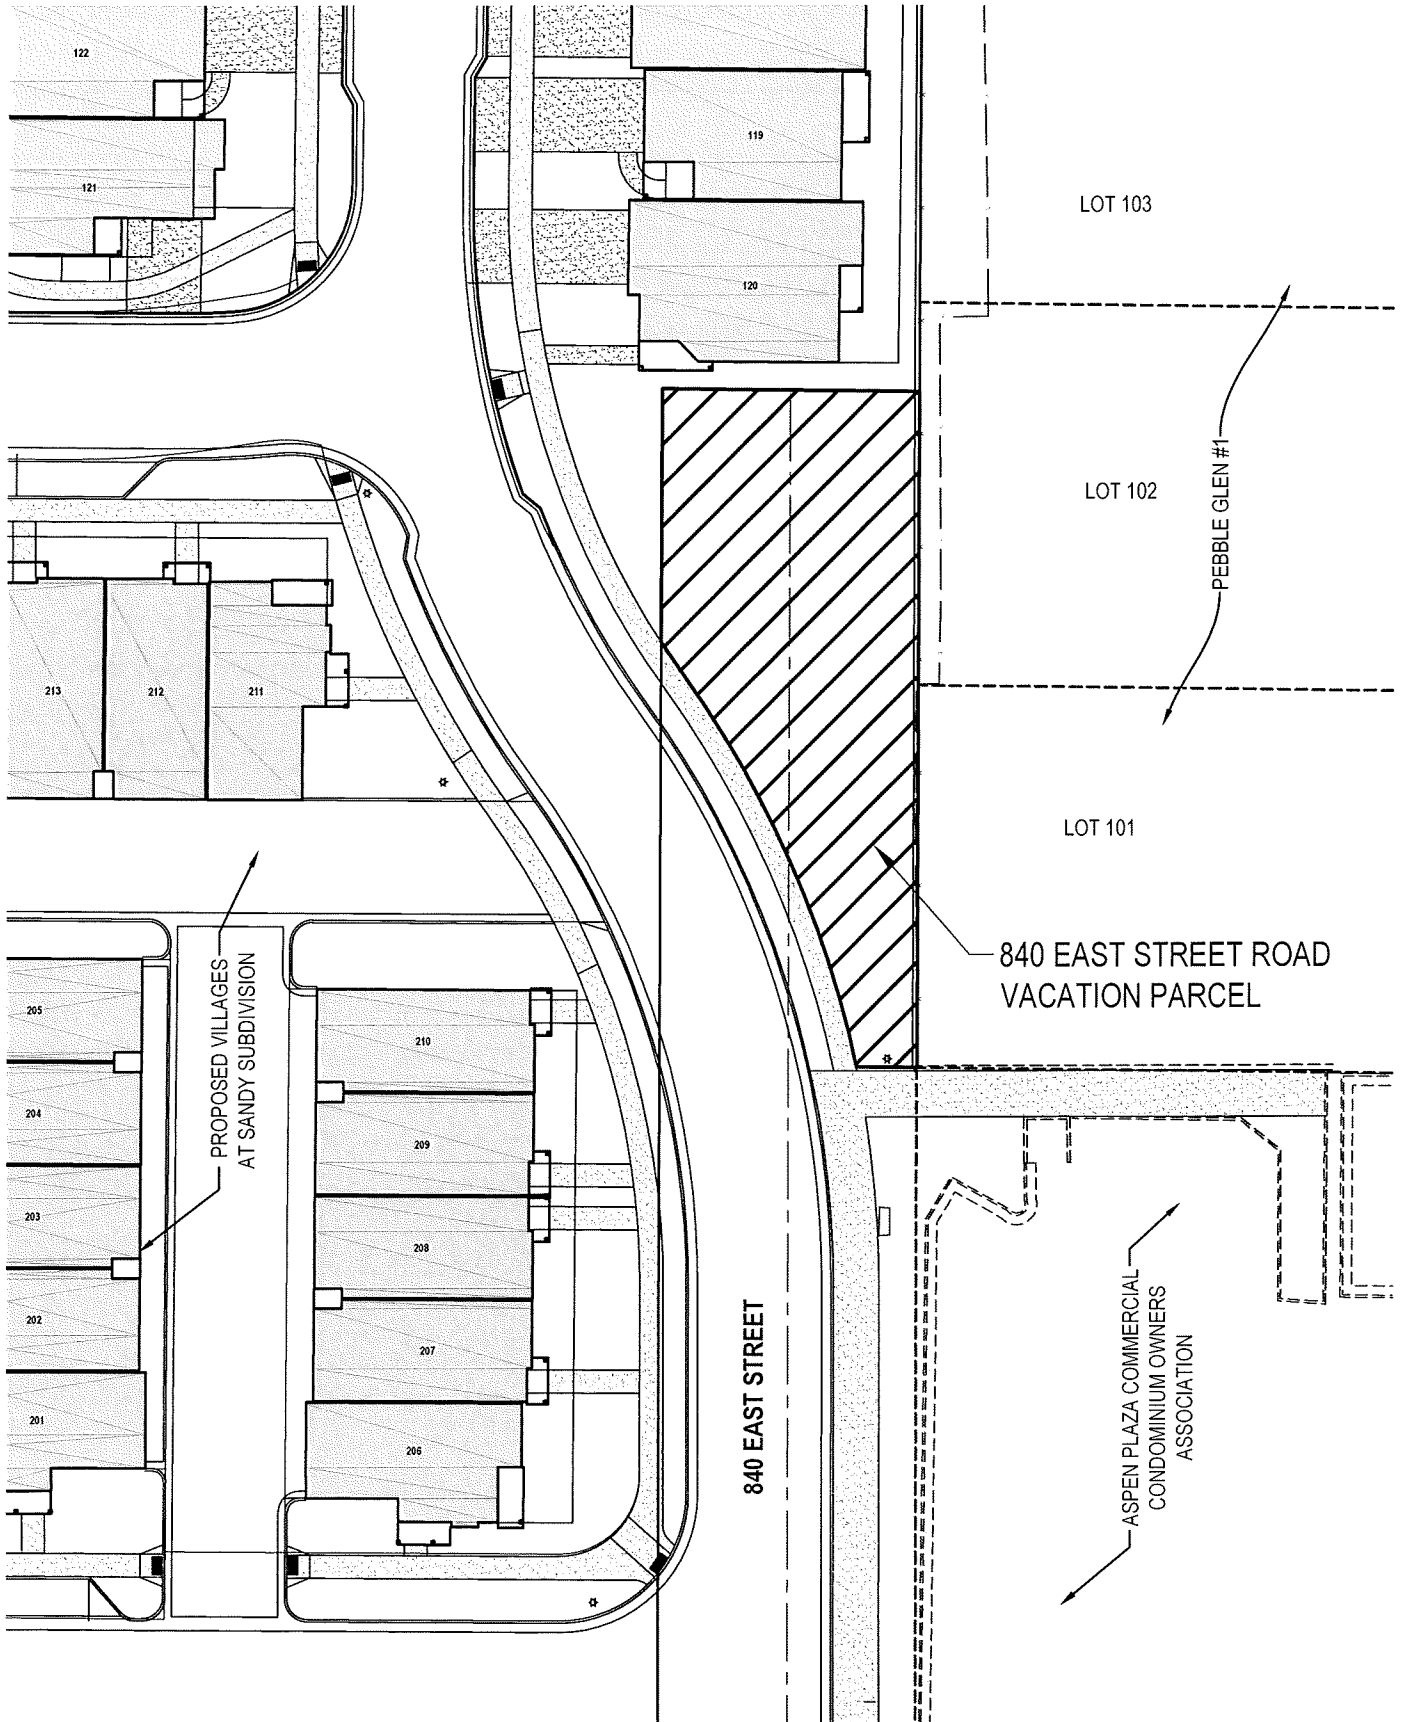 122
119
121
LOT 103
120
LOT 102
PEBBLE GLEN #1
213
212
211
LOT 101
840 EAST STREET ROAD
VACATION PARCEL
PROPOSED VILLAGES
AT SANDY SUBDIVISION
205
210
204
209
203
208
202
207
201
206
840 EAST STREET
ASPEN PLAZA COMMERCIAL
CONDOMINIUM OWNERS
ASSOCIATION